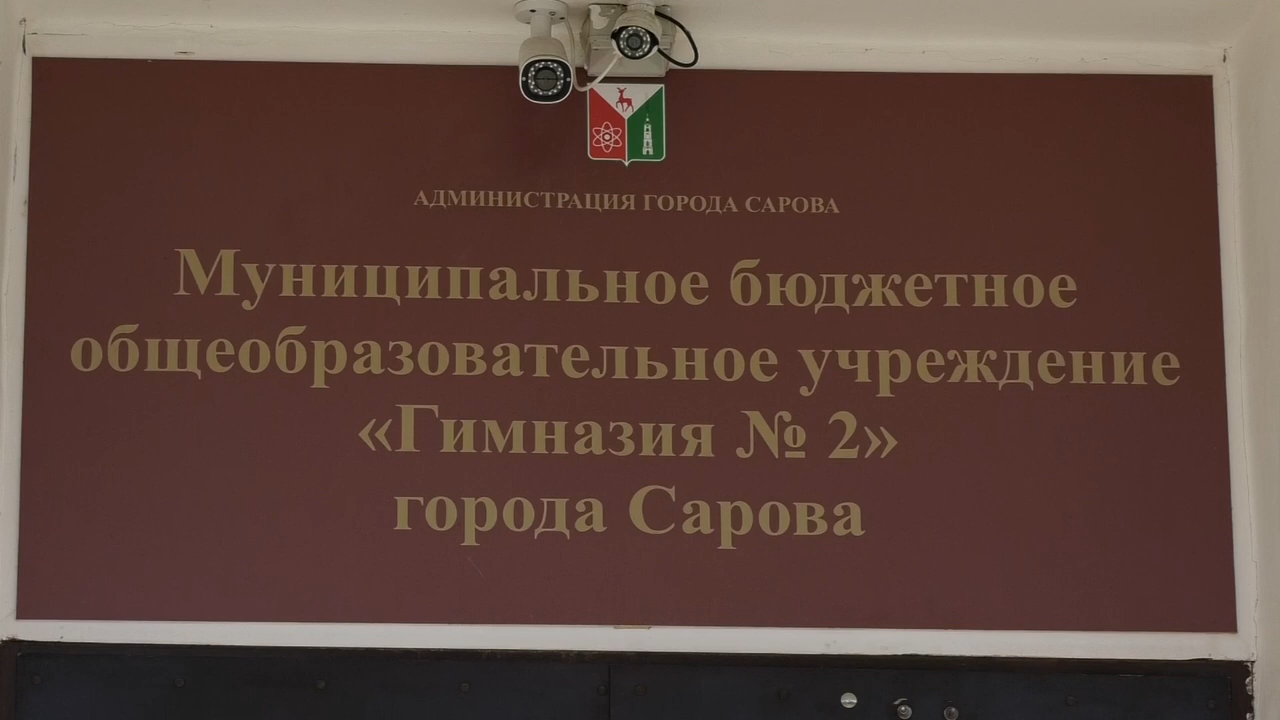 АДМИНИСТРАЦИЯ ГОРОДА САРОВА
Муниципальное бюджетное
общеобразовательное учреждение
«Гимназия № 2»
города Сарова